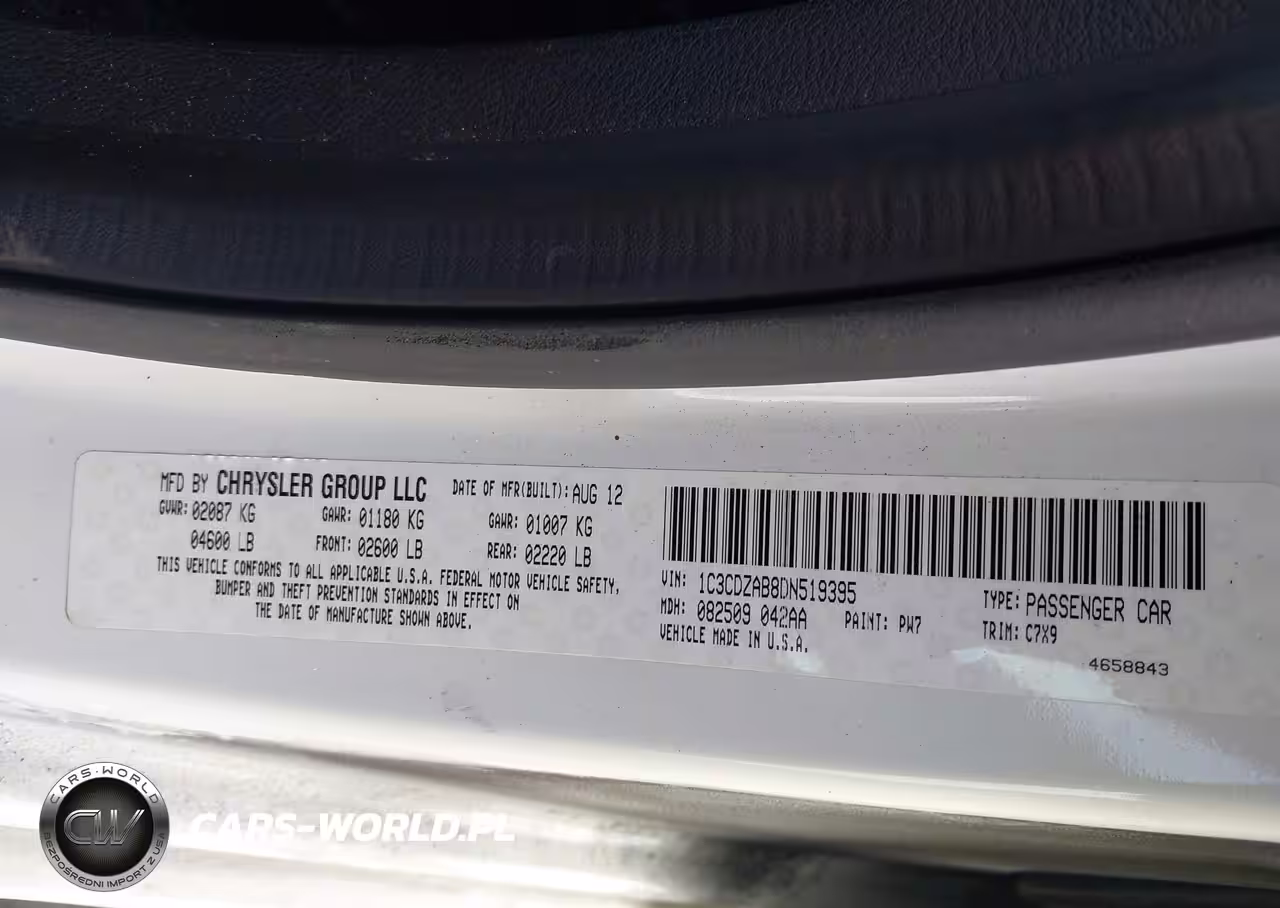 MFD BY CHRYSLER GROUP LLC DATE OF MFR(BUILT): AUG 12
GVWR: 02087 KG GAWR: 01180 KG GAWR: 01007 KG
04600 LB FRONT: 02600 LB REAR: 02220 LB
THIS VEHICLE CONFORMS TO ALL APPLICABLE U.S.A. FEDERAL MOTOR VEHICLE SAFETY,
BUMPER AND THEFT PREVENTION STANDARDS IN EFFECT ON
THE DATE OF MANUFACTURE SHOWN ABOVE.
VIN: 1C3CDZAB8DN519395 TYPE: PASSENGER CAR
MDH: 082509 042AA PAINT: PW7 TRIM: C7X9
VEHICLE MADE IN U.S.A.
4658843
CARS-WORLD
CW
BEZPOŚREDNI IMPORT Z USA
CARS-WORLD.PL